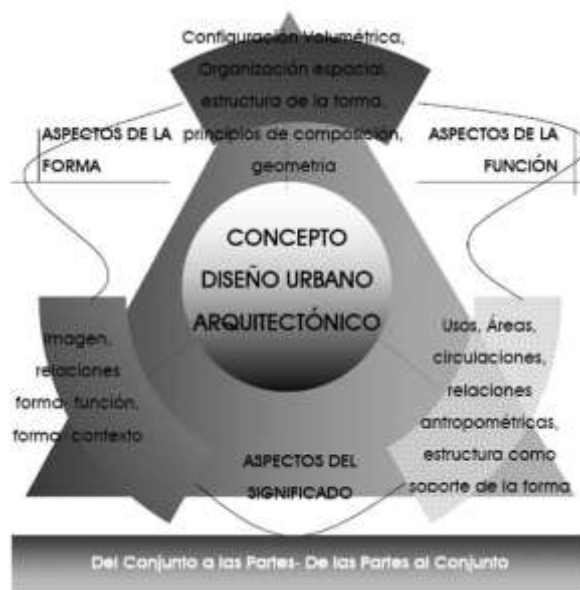 Configuración Volumétrica,
Organización espacial,
estructura de la forma,
principios de composición,
geometria
ASPECTOS DE LA
FORMA
ASPECTOS DE LA
FUNCIÓN
CONCEPTO
DISEÑO URBANO
ARQUITECTÓNICO
Imagen,
relaciones
forma- función,
forma- contexto
Usos, Áreas,
circulaciones,
relaciones
antropométricas,
estructura como
soporte de la forma
ASPECTOS DEL
SIGNIFICADO
Del Conjunto a las Partes- De las Partes al Conjunto